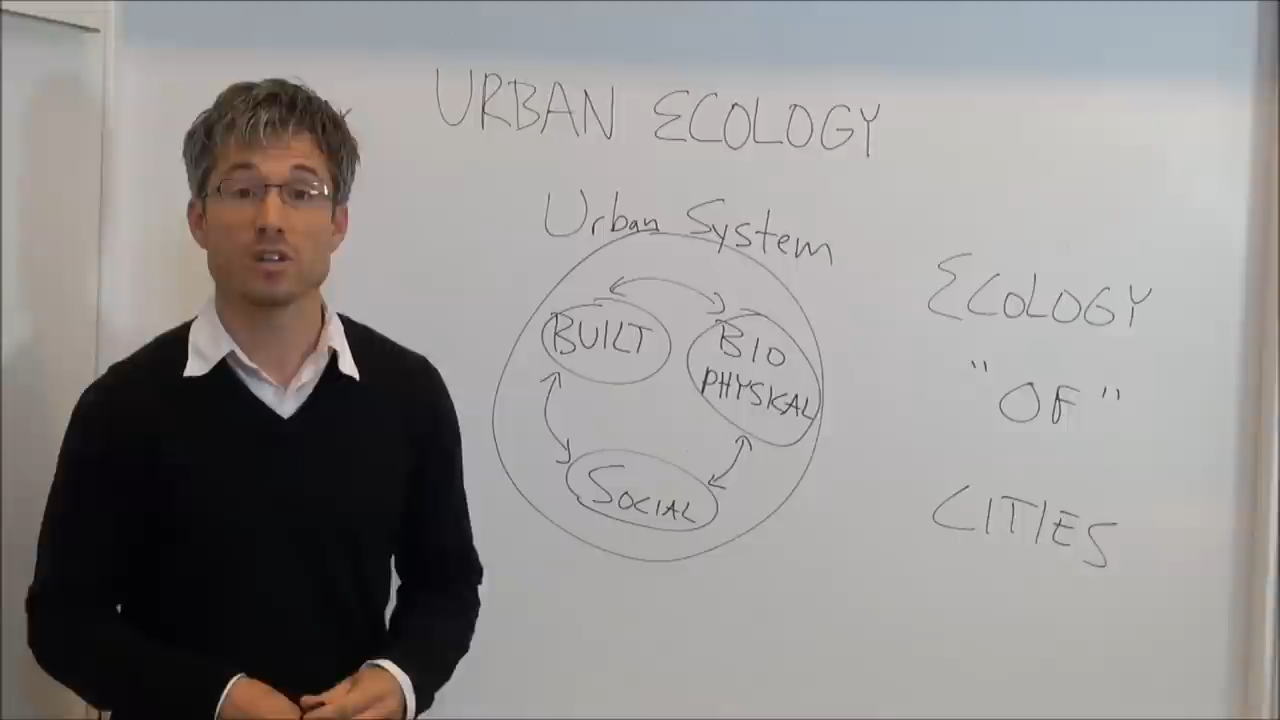 URBAN ECOLOGY
Urban System
BUILT
BIO
PHYSICAL
SOCIAL
ECOLOGY
"OF"
CITIES